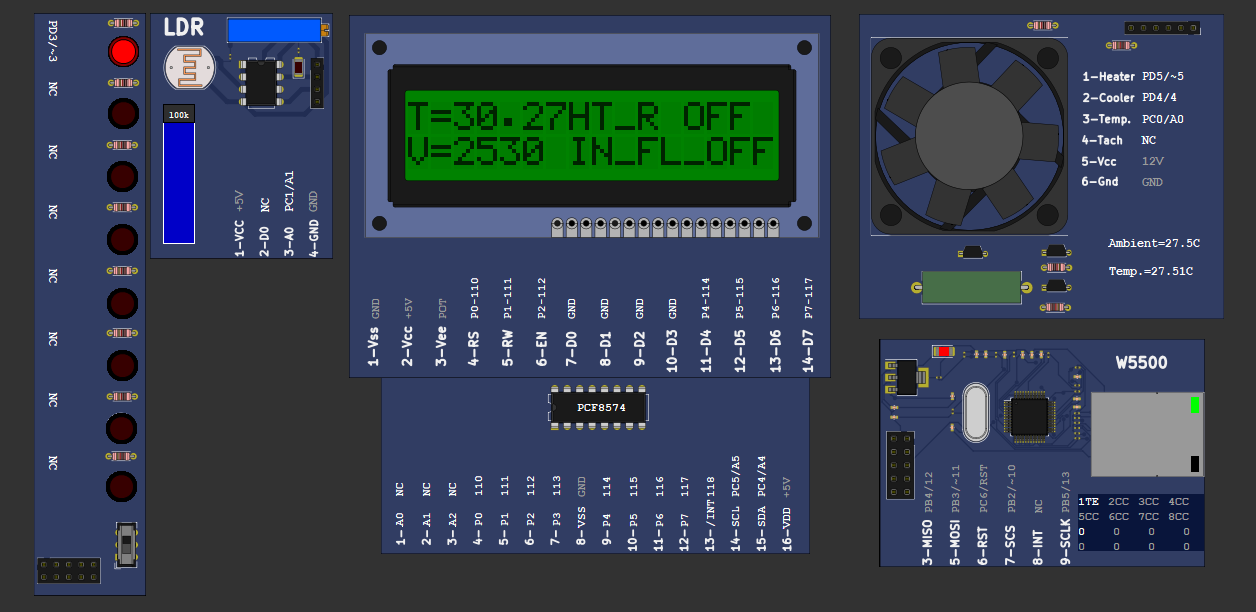 PD3/~3
NC
NC
NC
NC
NC
NC
NC
LDR
100k
1-VCC +5V
2-D0 NC
3-A0 PC1/A1
4-GND GND
T=30.27HT_R OFF
V=2530 IN_FL_OFF
1-Vss GND
2-Vcc +5V
3-Vee POT
4-RS P0-110
5-RW P1-111
6-EN P2-112
7-D0 GND
8-D1 GND
9-D2 GND
10-D3 GND
11-D4 P4-114
12-D5 P5-115
13-D6 P6-116
14-D7 P7-117
PCF8574
1-A0 NC
2-A1 NC
3-A2 NC
4-P0 110
5-P1 111
6-P2 112
7-P3 113
8-VSS GND
9-P4 114
10-P5 115
11-P6 116
12-P7 117
13-/INT 118
14-SCL PC5/A5
15-SDA PC4/A4
16-VDD +5V
1-Heater PD5/~5
2-Cooler PD4/4
3-Temp. PC0/A0
4-Tach NC
5-Vcc 12V
6-Gnd GND
Ambient=27.5C
Temp.=27.51C
W5500
3-MISO PB4/12
5-MOSI PB3/~11
6-RST PC6/RST
7-SCS PB2/~10
8-INT NC
9-SCLK PB5/13
1TE 2CC 3CC 4CC
5CC 6CC 7CC 8CC
0 0 0 0
0 0 0 0